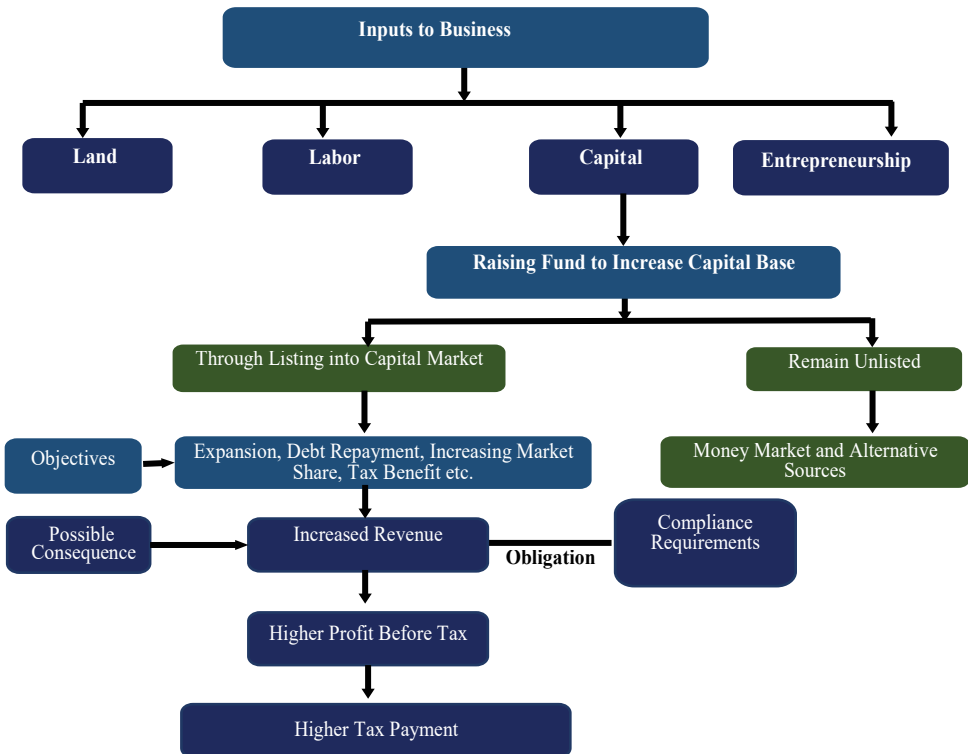 Inputs to Business
Land
Labor
Capital
Entrepreneurship
Raising Fund to Increase Capital Base
Through Listing into Capital Market
Remain Unlisted
Objectives
Expansion, Debt Repayment, Increasing Market
Share, Tax Benefit etc.
Money Market and Alternative
Sources
Possible
Consequence
Increased Revenue
Obligation
Compliance
Requirements
Higher Profit Before Tax
Higher Tax Payment